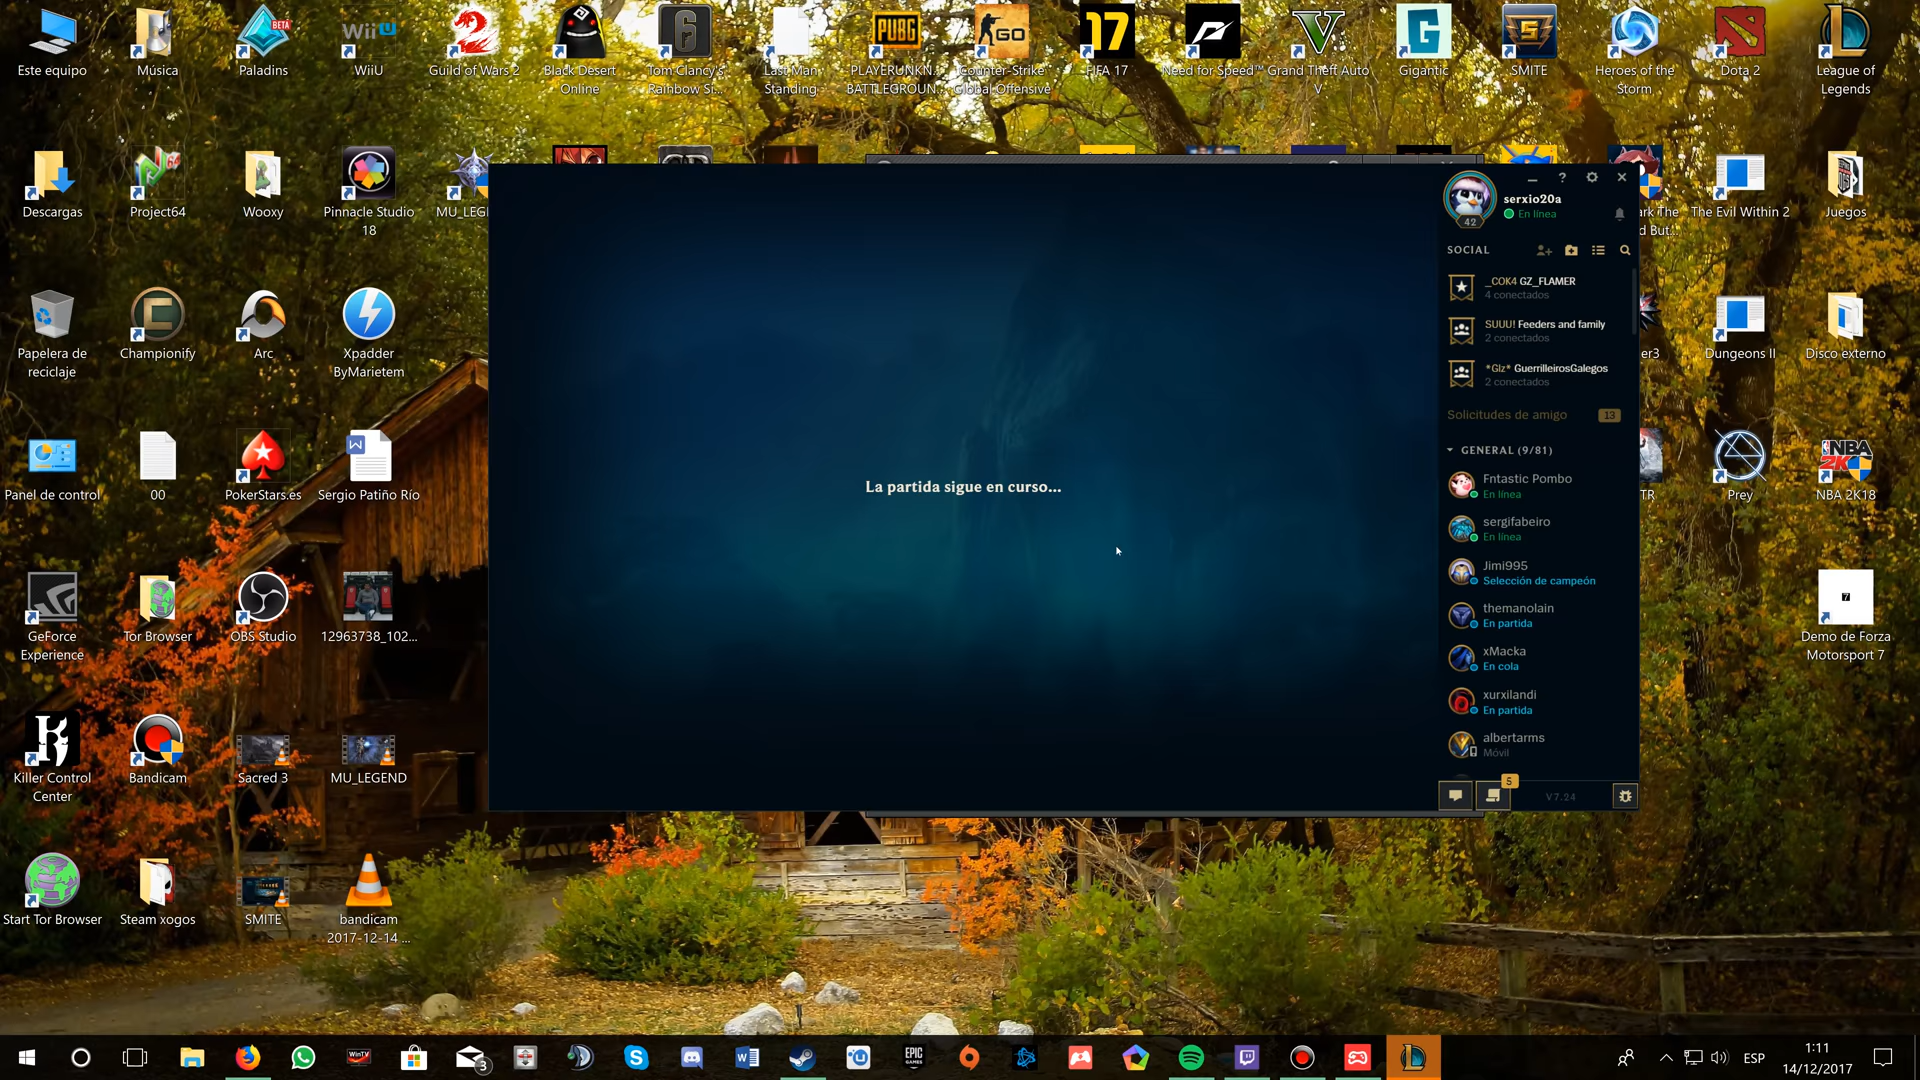 Este equipo
Música
Paladins
WiiU
Guild of Wars 2
Black Desert
Online
Tom Clancy's
Rainbow Si...
Last Man
Standing
PLAYERUNKN...
BATTLEGROUN...
Counter-Strike
Global Offensive
FIFA 17
Need for Speed™
Grand Theft Auto
V
Gigantic
SMITE
Heroes of the
Storm
Dota 2
League of
Legends
Descargas
Project64
Wooxy
Pinnacle Studio
18
MU_LEG
The Evil Within 2
Juegos
Papelera de
reciclaje
Championify
Arc
Xpadder
ByMarietem
Dungeons II
Disco externo
Panel de control
00
PokerStars.es
Sergio Patiño Río
Prey
NBA 2K18
GeForce
Experience
Tor Browser
OBS Studio
12963738_102...
Demo de Forza
Motorsport 7
Killer Control
Center
Bandicam
Sacred 3
MU_LEGEND
Start Tor Browser
Steam xogos
SMITE
bandicam
2017-12-14 ...
La partida sigue en curso...
serxio20a
En línea
42
SOCIAL
_COK4 GZ_FLAMER
4 conectados
SUUU! Feeders and family
2 conectados
*Glz* GuerrilleirosGalegos
2 conectados
Solicitudes de amigo
13
GENERAL (9/81)
Fntastic Pombo
En línea
sergifabeiro
En línea
Jimi995
Selección de campeón
themanolain
En partida
xMacka
En cola
xurxilandi
En partida
albertarms
Móvil
5
V7.24
ESP
1:11
14/12/2017